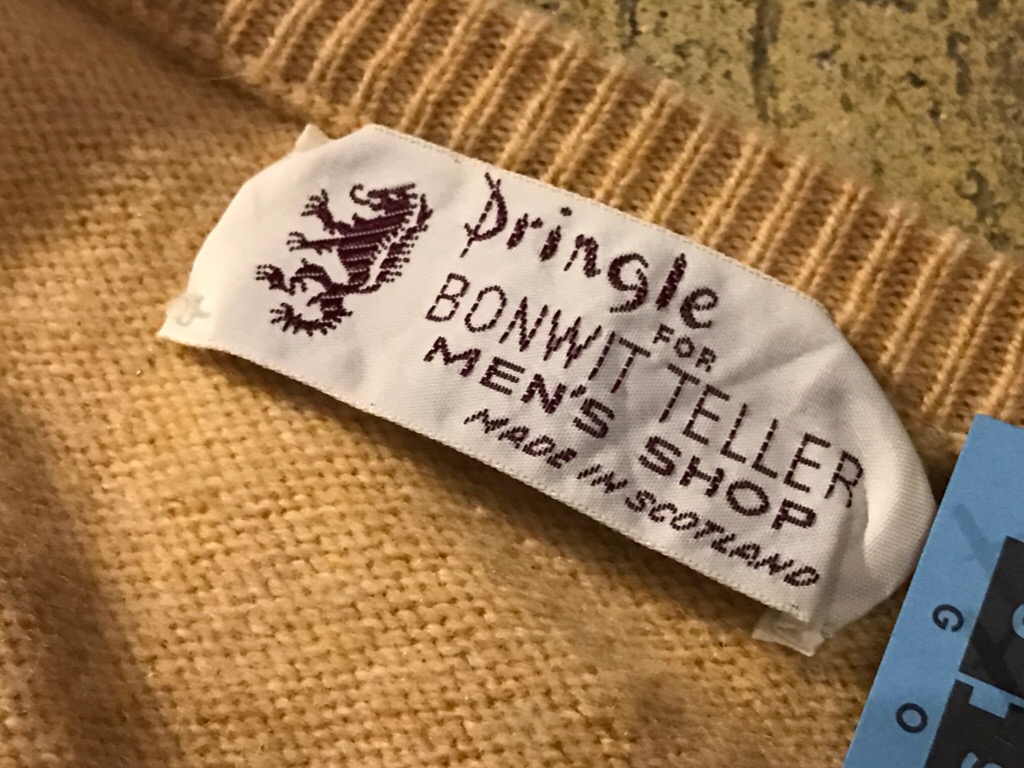 Pringle
FOR
BONWIT TELLER
MEN'S SHOP
MADE IN SCOTLAND
G O